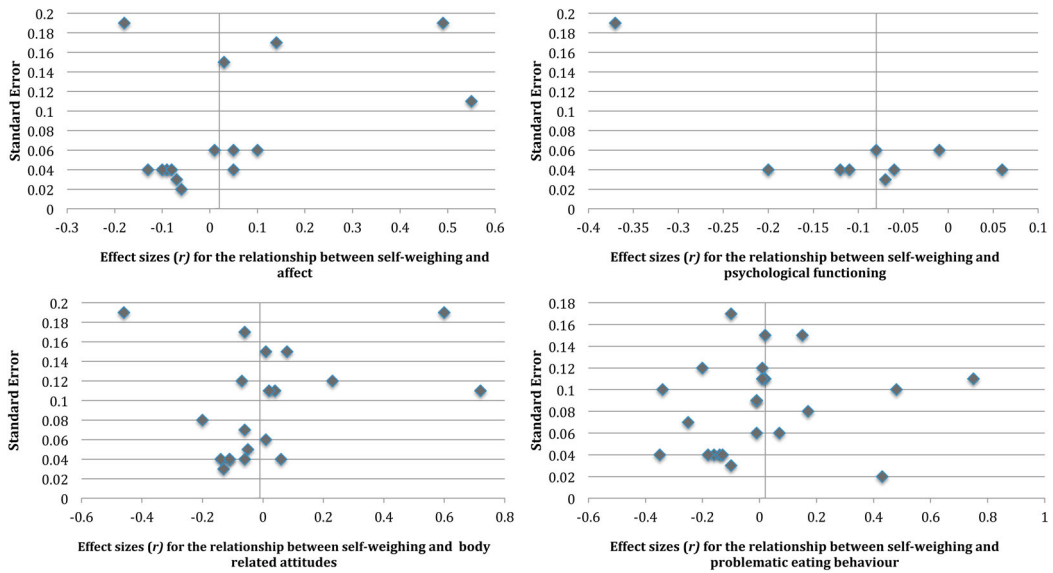 0.2
0.18
0.16
0.14
0.12
0.1
0.08
0.06
0.04
0.02
0
Standard Error
-0.3 -0.2 -0.1 0 0.1 0.2 0.3 0.4 0.5 0.6
Effect sizes (r) for the relationship between self-weighing and
affect
0.2
0.18
0.16
0.14
0.12
0.1
0.08
0.06
0.04
0.02
0
Standard Error
-0.4 -0.35 -0.3 -0.25 -0.2 -0.15 -0.1 -0.05 0 0.05 0.1
Effect sizes (r) for the relationship between self-weighing and
psychological functioning
0.2
0.18
0.16
0.14
0.12
0.1
0.08
0.06
0.04
0.02
0
Standard Error
-0.6 -0.4 -0.2 0 0.2 0.4 0.6 0.8
Effect sizes (r) for the relationship between self-weighing and body
related attitudes
0.18
0.16
0.14
0.12
0.1
0.08
0.06
0.04
0.02
0
Standard Error
-0.6 -0.4 -0.2 0 0.2 0.4 0.6 0.8 1
Effect sizes (r) for the relationship between self-weighing and
problematic eating behaviour